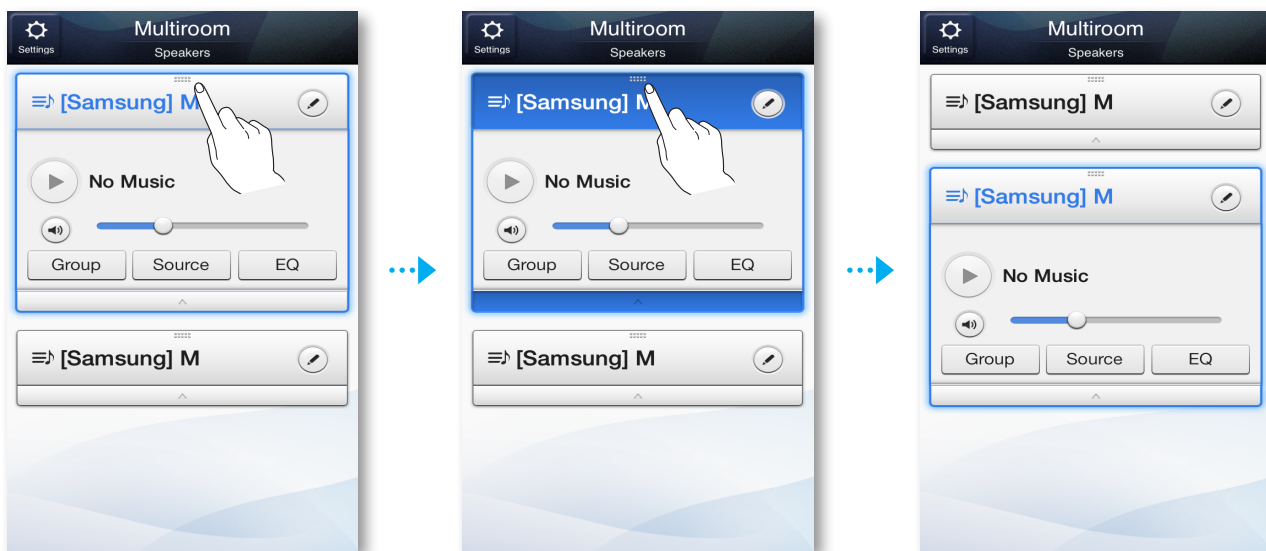 Multiroom
Settings
Speakers
[Samsung] M
No Music
Group Source EQ
[Samsung] M
Multiroom
Settings
Speakers
[Samsung] M
No Music
Group Source EQ
[Samsung] M
Multiroom
Settings
Speakers
[Samsung] M
[Samsung] M
No Music
Group Source EQ